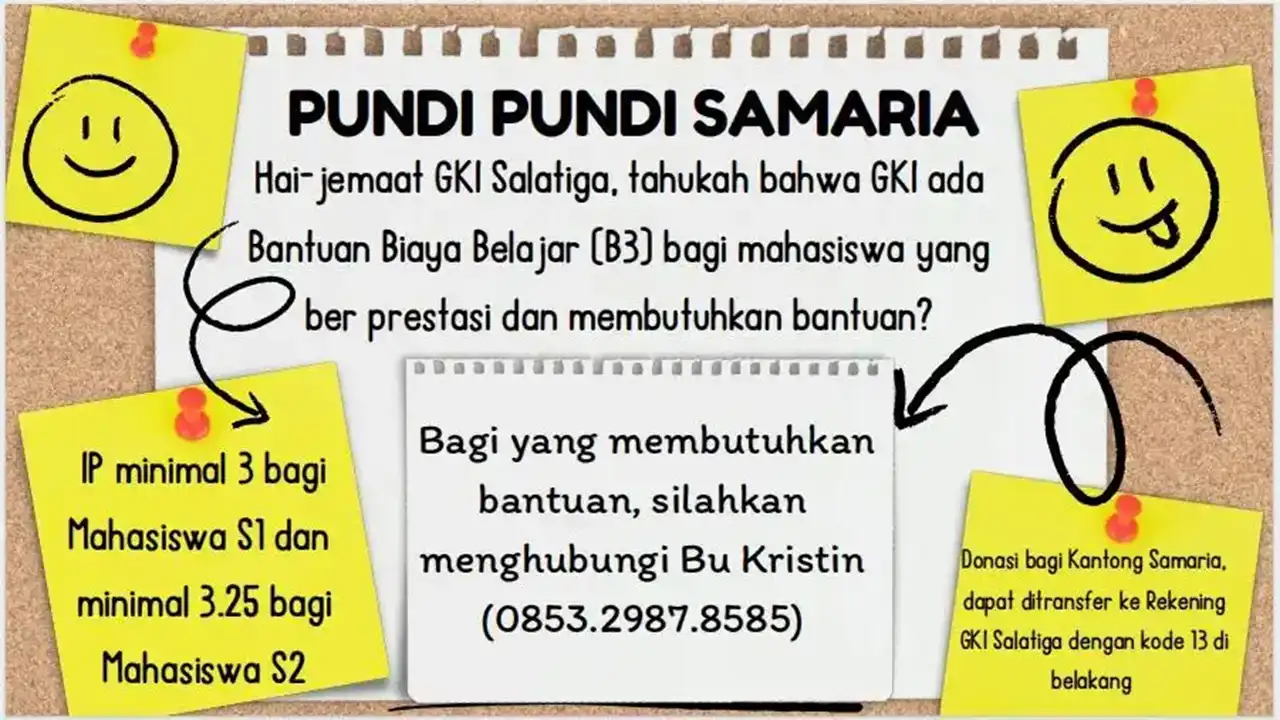 PUNDI PUNDI SAMARIA
Hai-jemaat GKI Salatiga, tahukah bahwa GKI ada
Bantuan Biaya Belajar (B3) bagi mahasiswa yang
ber prestasi dan membutuhkan bantuan?
IP minimal 3 bagi
Mahasiswa S1 dan
minimal 3.25 bagi
Mahasiswa S2
Bagi yang membutuhkan
bantuan, silahkan
menghubungi Bu Kristin
(0853.2987.8585)
Donasi bagi Kantong Samaria,
dapat ditransfer ke Rekening
GKI Salatiga dengan kode 13 di
belakang